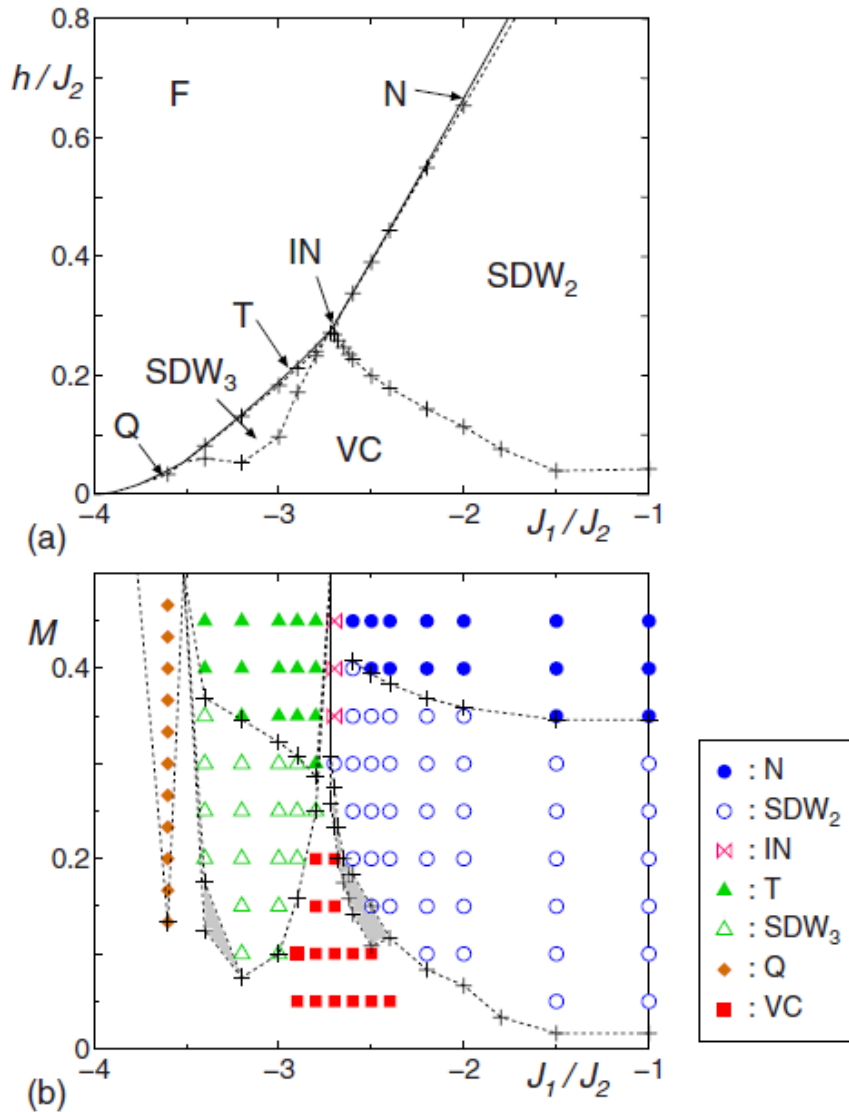 0.8
h/J₂
F
N
0.6
0.4
IN
SDW₂
T
SDW₃
0.2
Q
VC
0
−4
−3
−2
−1
J₁/J₂
(a)
M
0.4
0.2
0
−4
−3
−2
−1
J₁/J₂
(b)
: N
: SDW₂
: IN
: T
: SDW₃
: Q
: VC